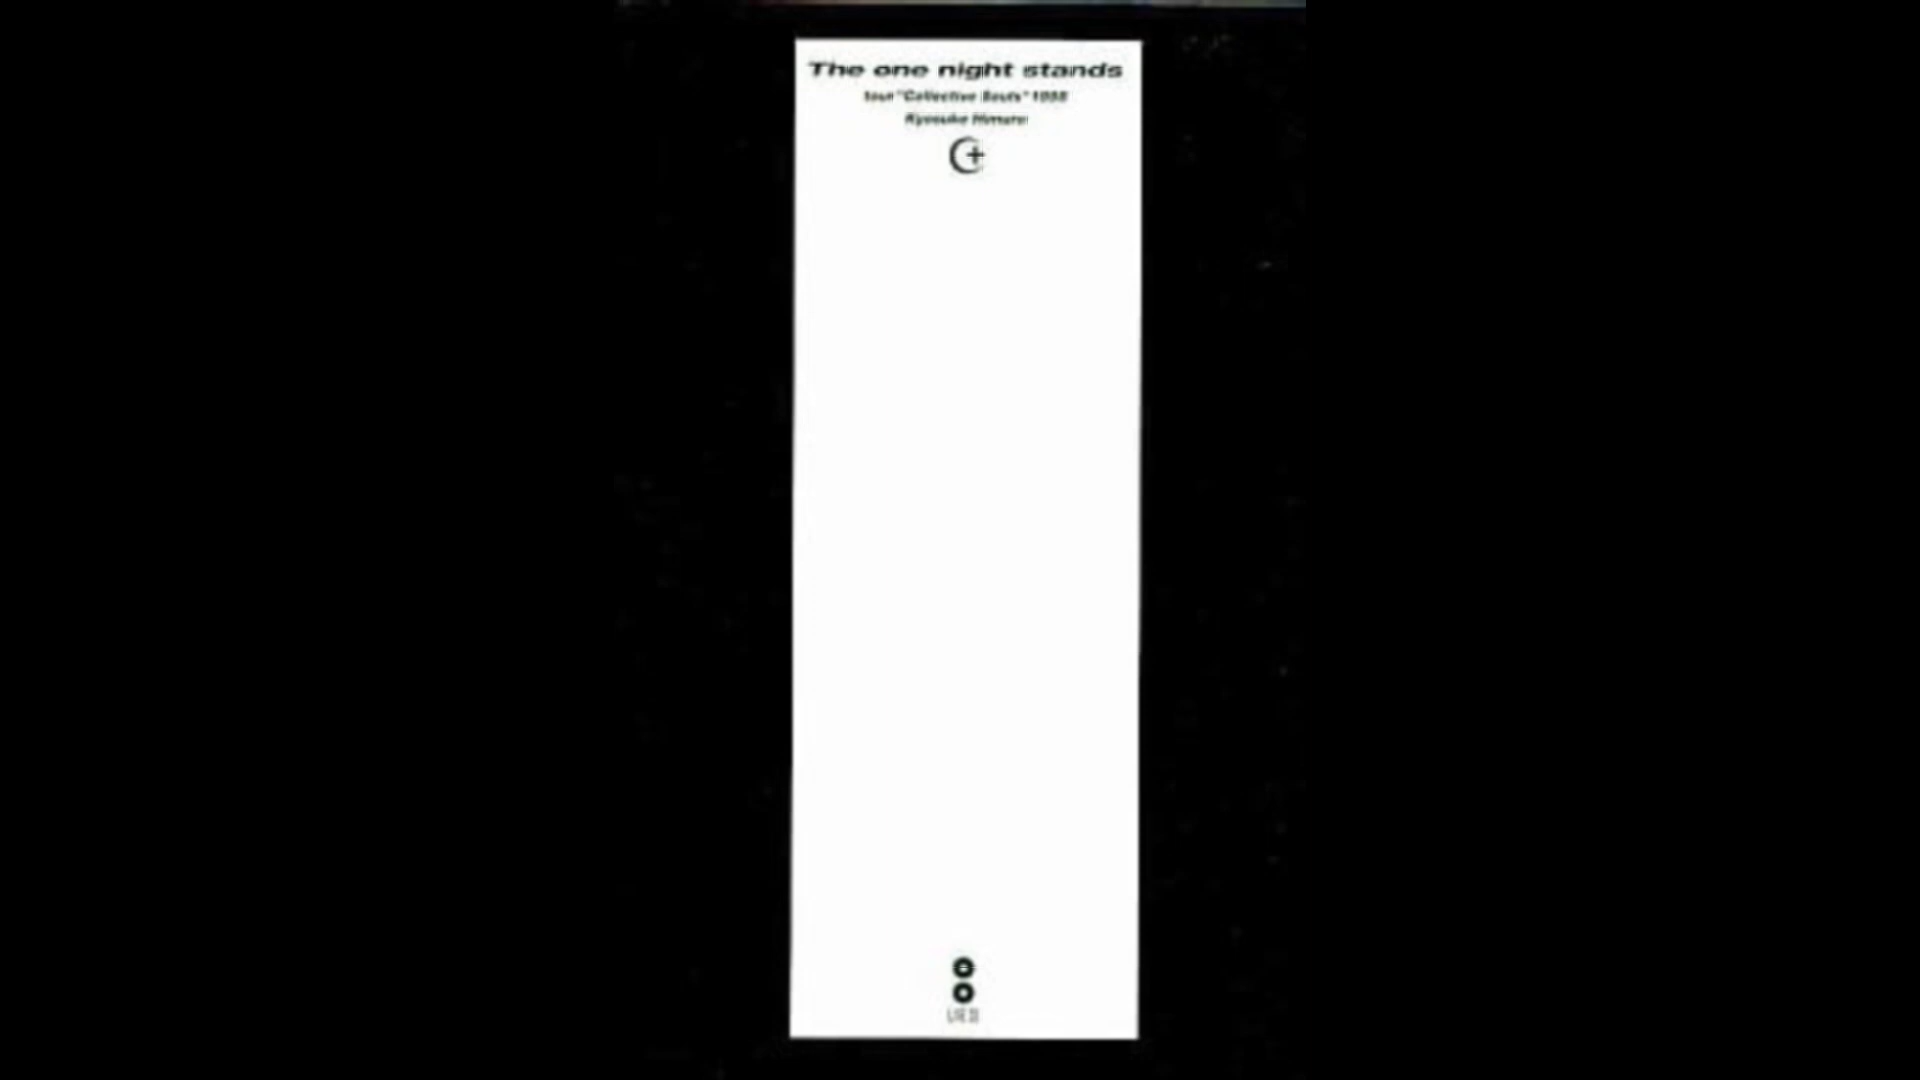 The one night stands
tour "Collective Souls" 1998
Kyosuke Himuro